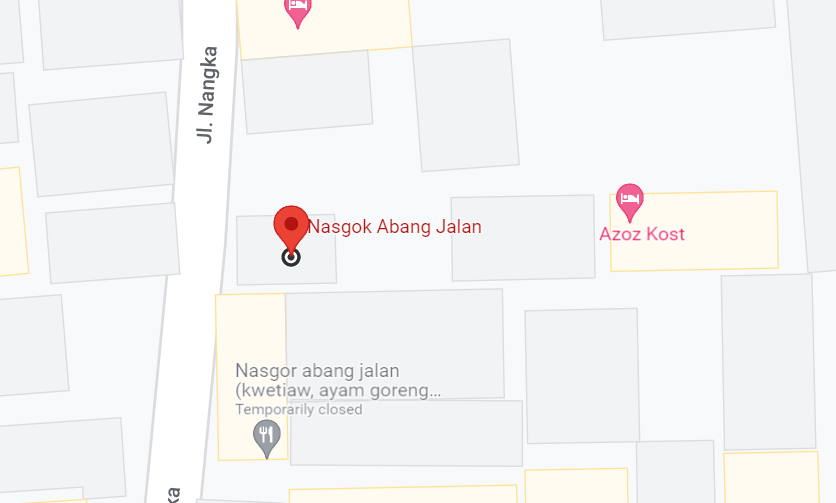 Jl. Nangka
Nasgok Abang Jalan
Azoz Kost
Nasgor abang jalan
(kwetiaw, ayam goreng...
Temporarily closed
ka